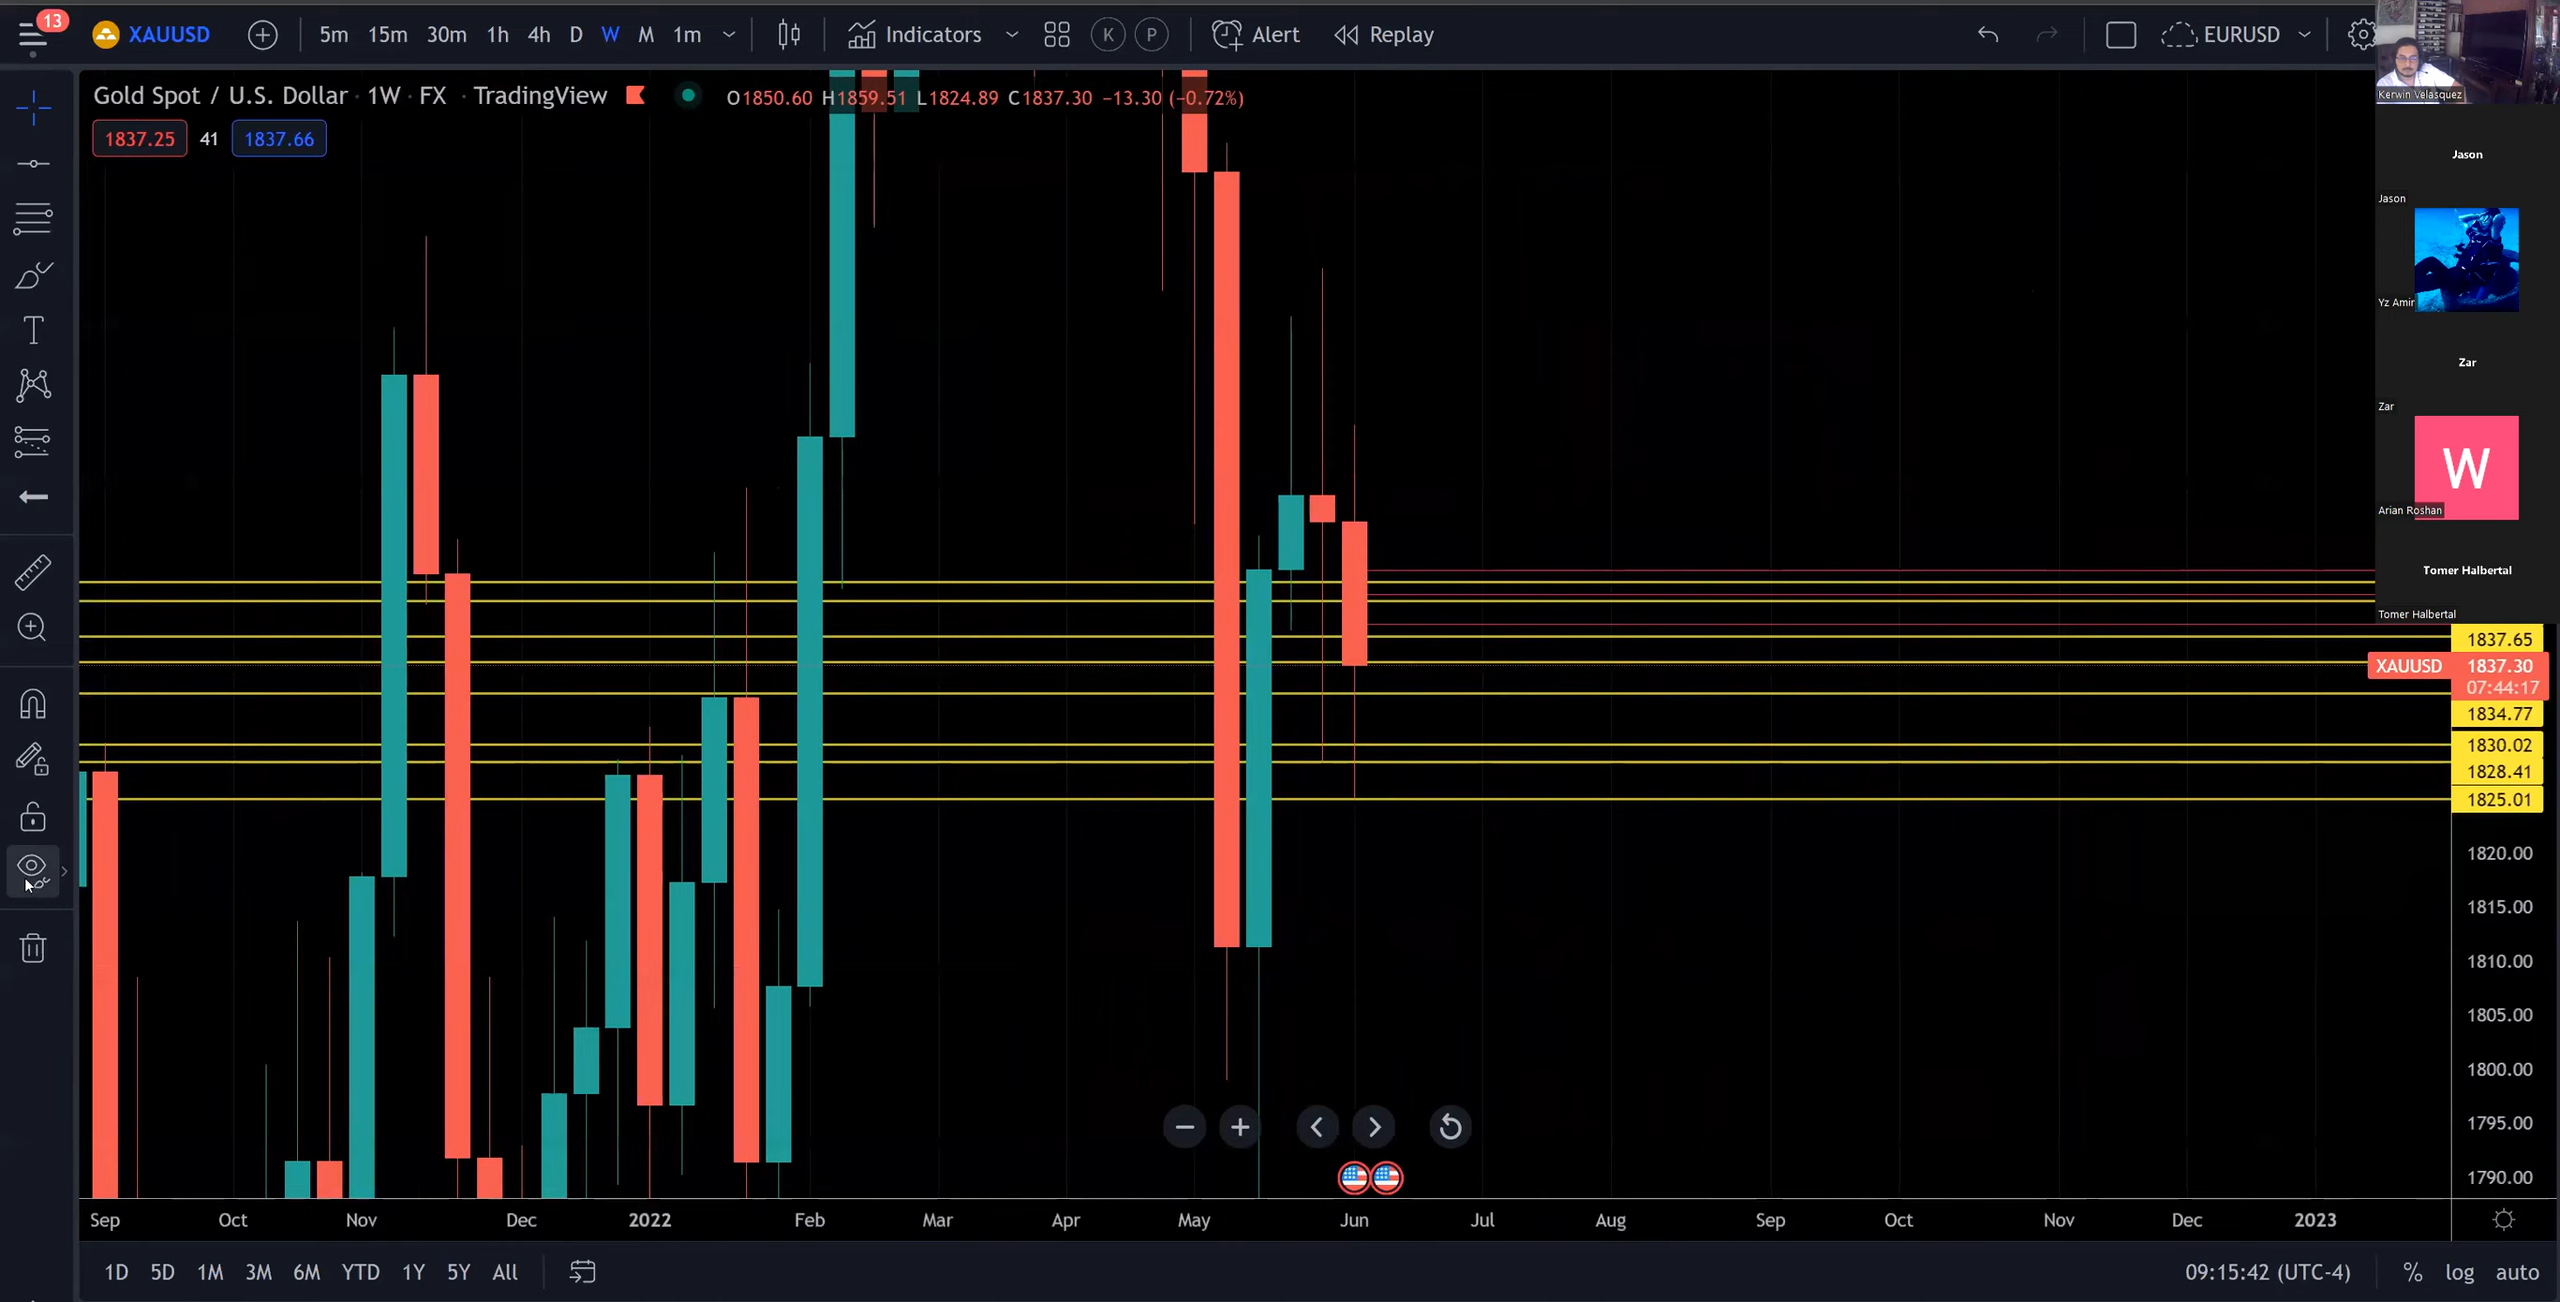 13
XAUUSD
5m 15m 30m 1h 4h D W M 1m
Indicators
K P
Alert
Replay
EURUSD
Gold Spot / U.S. Dollar · 1W · FX · TradingView
O1850.60 H1859.51 L1824.89 C1837.30 −13.30 (−0.72%)
1837.25 41 1837.66
Kerwin Velasquez
Jason
Jason
Yz Amir
Zar
Zar
W
Arian Roshan
Tomer Halbertal
Tomer Halbertal
1837.65
XAUUSD 1837.30
07:44:17
1834.77
1830.02
1828.41
1825.01
1820.00
1815.00
1810.00
1805.00
1800.00
1795.00
1790.00
Sep Oct Nov Dec 2022 Feb Mar Apr May Jun Jul Aug Sep Oct Nov Dec 2023
1D 5D 1M 3M 6M YTD 1Y 5Y All
09:15:42 (UTC-4) % log auto